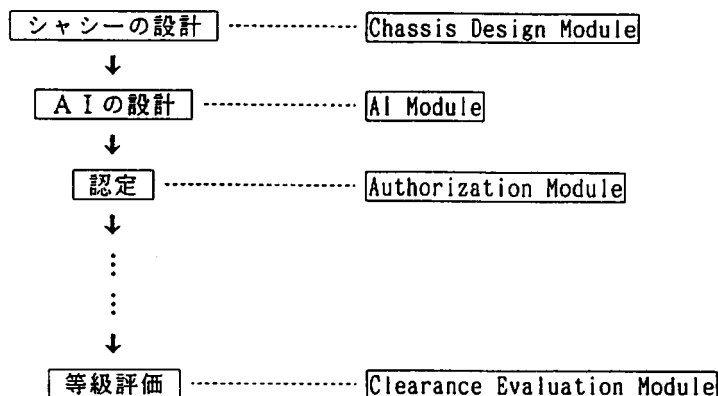 シャシーの設計 Chassis Design Module
AIの設計 AI Module
認定 Authorization Module
等級評価 Clearance Evaluation Module